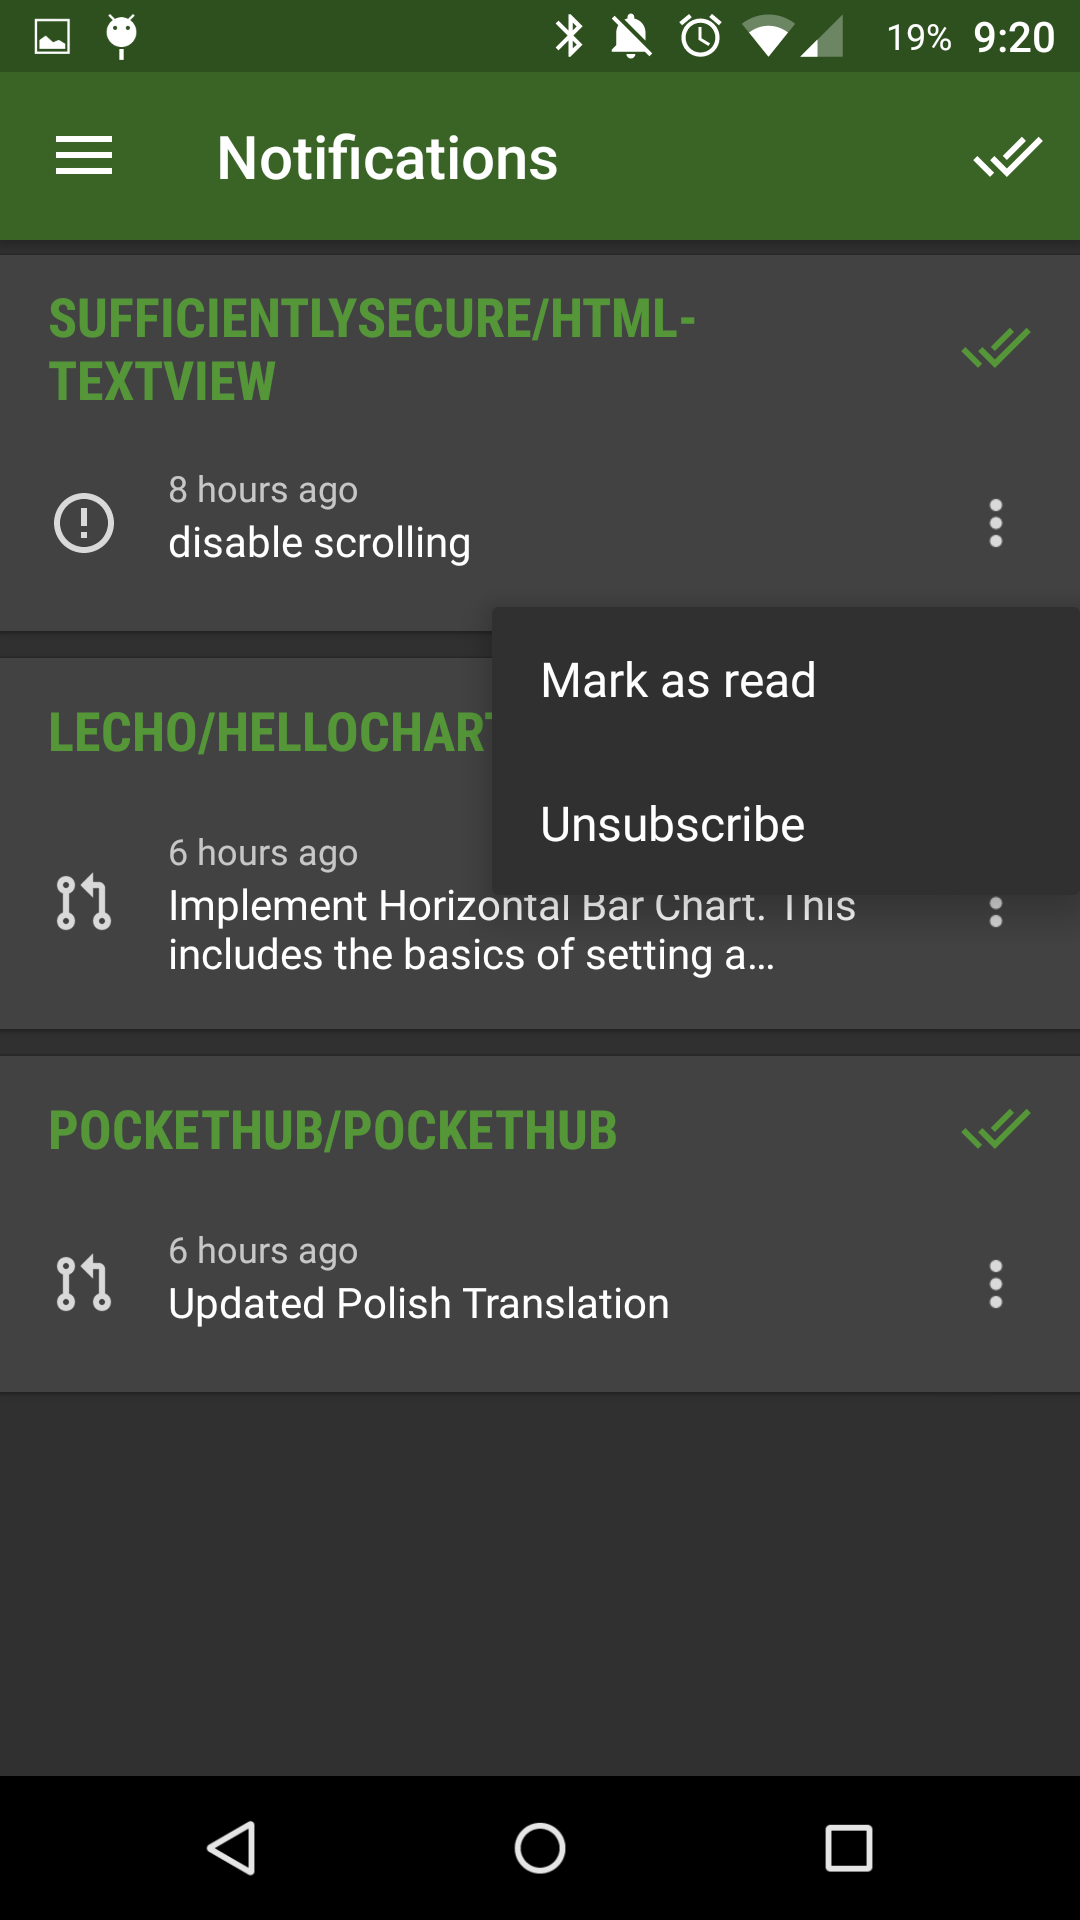 19% 9:20
Notifications
SUFFICIENTLYSECURE/HTML-
TEXTVIEW
8 hours ago
disable scrolling
Mark as read
LECHO/HELLOCHAR
Unsubscribe
6 hours ago
Implement Horizontal Bar Chart. This
includes the basics of setting a...
POCKETHUB/POCKETHUB
6 hours ago
Updated Polish Translation